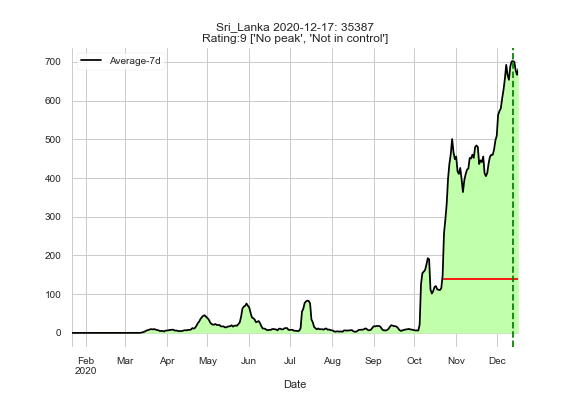 Sri_Lanka 2020-12-17: 35387
Rating:9 ['No peak', 'Not in control']
Average-7d
700
600
500
400
300
200
100
0
Feb Mar Apr May Jun Jul Aug Sep Oct Nov Dec
2020
Date